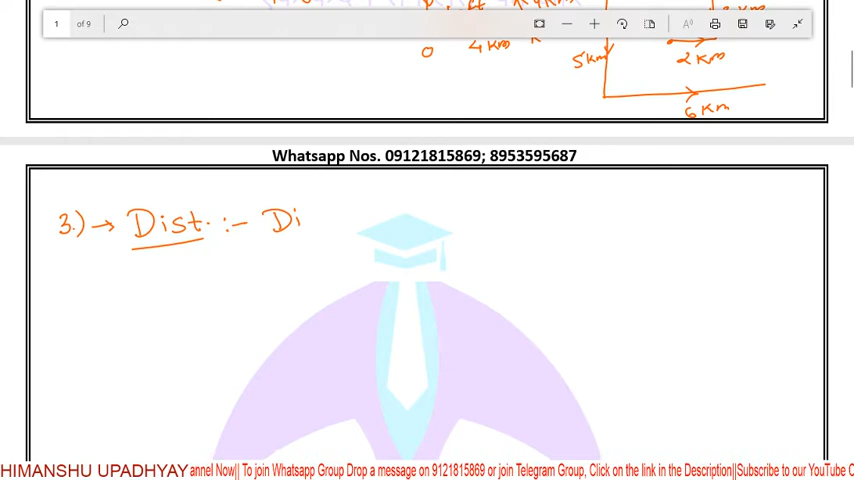 4 Km
0
5 Km
2 Km
6 Km
1 of 9
Whatsapp Nos. 09121815869; 8953595687
3.) → Dist. :- Di
HIMANSHU UPADHYAY annel Now|| To join Whatsapp Group Drop a message on 9121815869 or join Telegram Group, Click on the link in the Description||Subscribe to our YouTube C